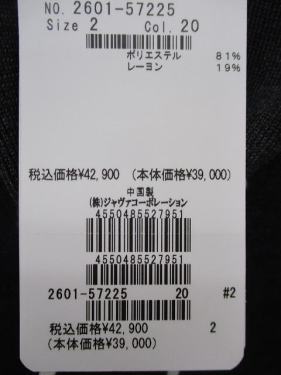 NO. 2601-57225
Size 2 Col. 20
ポリエステル 81%
レーヨン 19%
税込価格¥42,900 (本体価格¥39,000)
中国製
(株)ジャヴァコーポレーション
4550485527951
4550485527951
2601-57225 20 #2
税込価格¥42,900 2
(本体価格¥39,000)